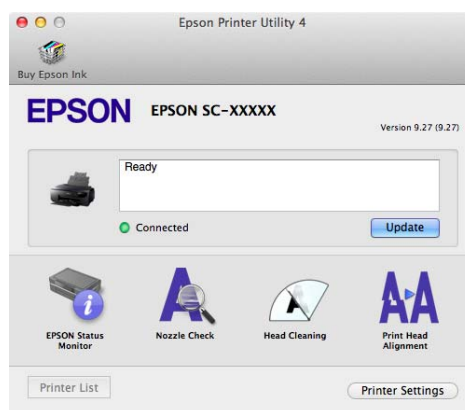 Epson Printer Utility 4
Buy Epson Ink
EPSON
EPSON SC-XXXXX
Version 9.27 (9.27)
Ready
Connected
Update
EPSON Status
Monitor
Nozzle Check
Head Cleaning
Print Head
Alignment
Printer List
Printer Settings